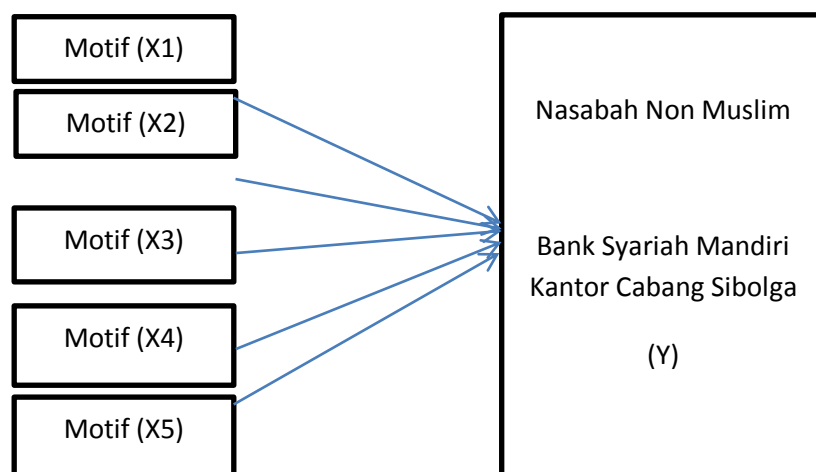 Motif (X1)
Motif (X2)
Motif (X3)
Motif (X4)
Motif (X5)
Nasabah Non Muslim
Bank Syariah Mandiri
Kantor Cabang Sibolga
(Y)